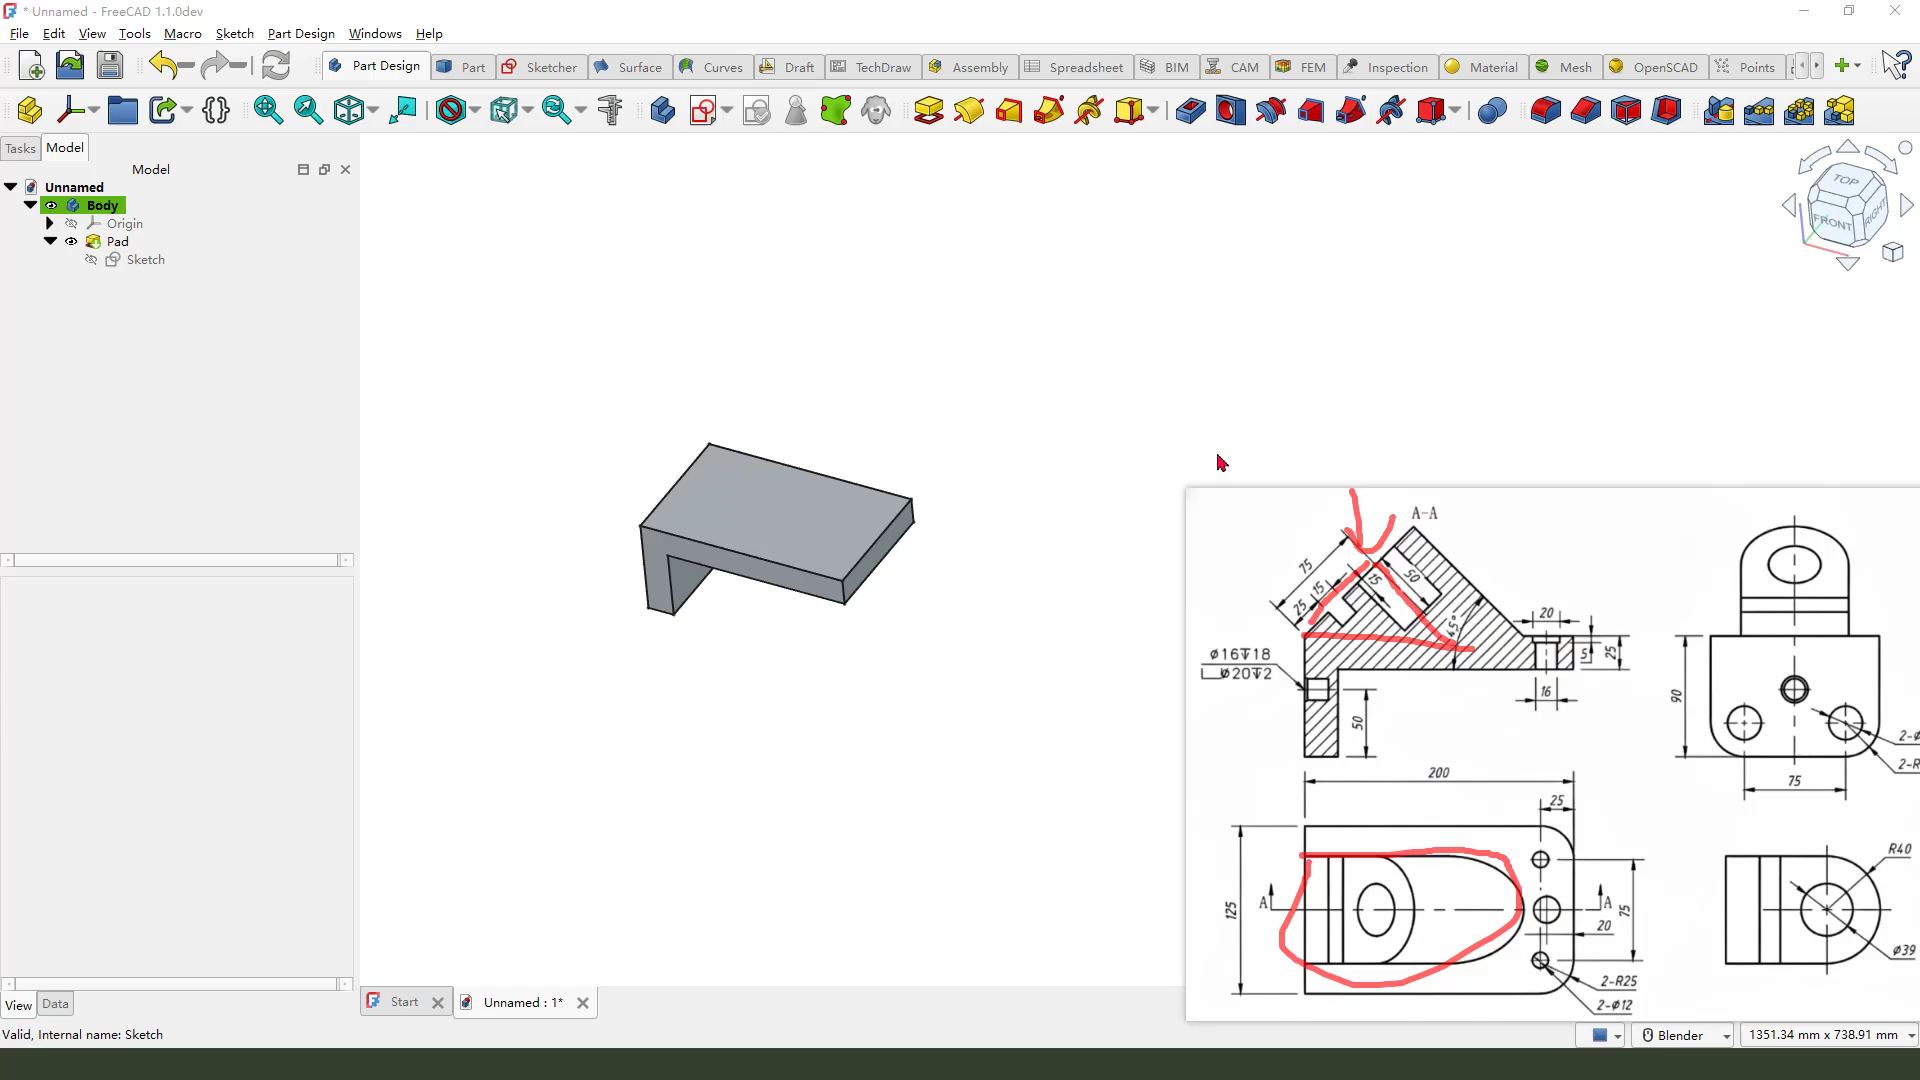 * Unnamed - FreeCAD 1.1.0dev
File Edit View Tools Macro Sketch Part Design Windows Help
Part Design Part Sketcher Surface Curves Draft TechDraw Assembly Spreadsheet BIM CAM FEM Inspection Material Mesh OpenSCAD Points
Tasks Model
Model
Unnamed
Body
Origin
Pad
Sketch
TOP
FRONT
RIGHT
A-A
75
15
25
15
50
45°
20
5
25
16
50
⌀16↧18
⌴⌀20↧2
90
75
200
25
125
A
A
75
20
2-R25
2-⌀12
R40
⌀39
View Data
Start Unnamed : 1*
Valid, Internal name: Sketch
Blender 1351.34 mm x 738.91 mm